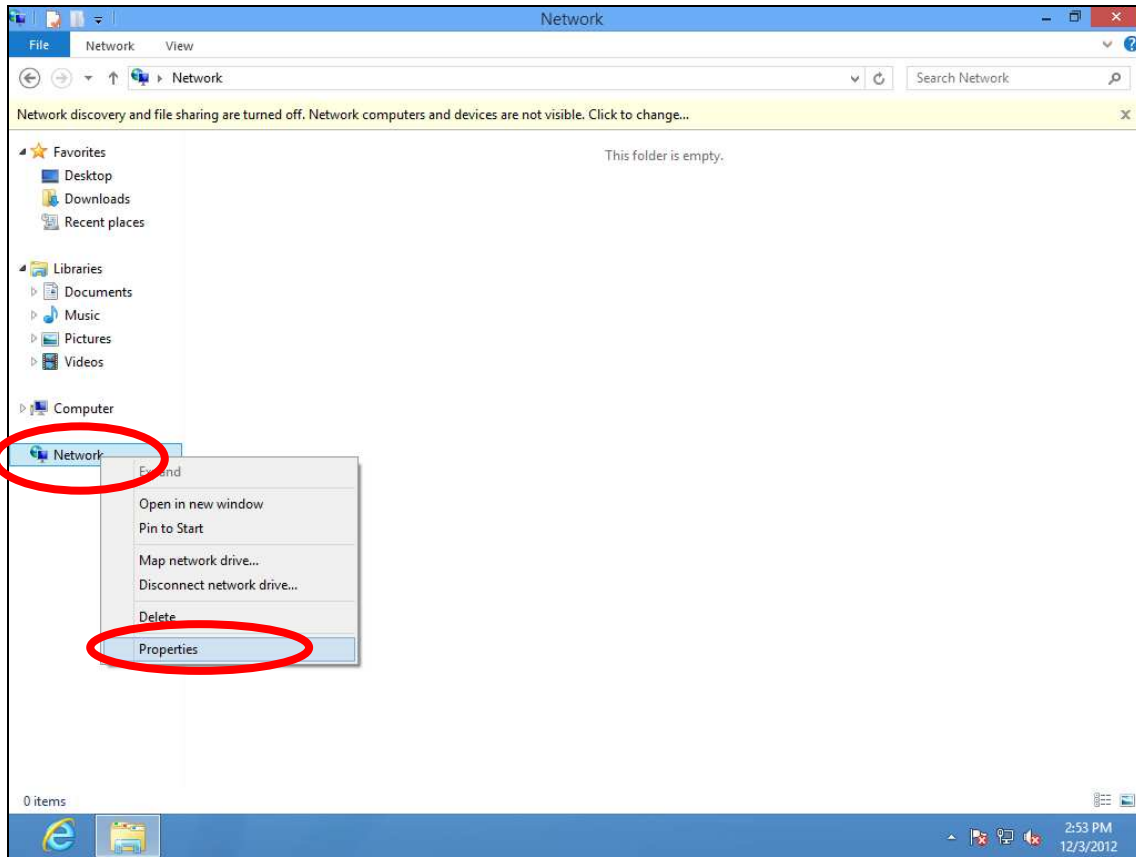 Network
File Network View
Network
Search Network
Network discovery and file sharing are turned off. Network computers and devices are not visible. Click to change...
Favorites
This folder is empty.
Desktop
Downloads
Recent places
Libraries
Documents
Music
Pictures
Videos
Computer
Network
Expand
Open in new window
Pin to Start
Map network drive...
Disconnect network drive...
Delete
Properties
0 items
2:53 PM
12/3/2012